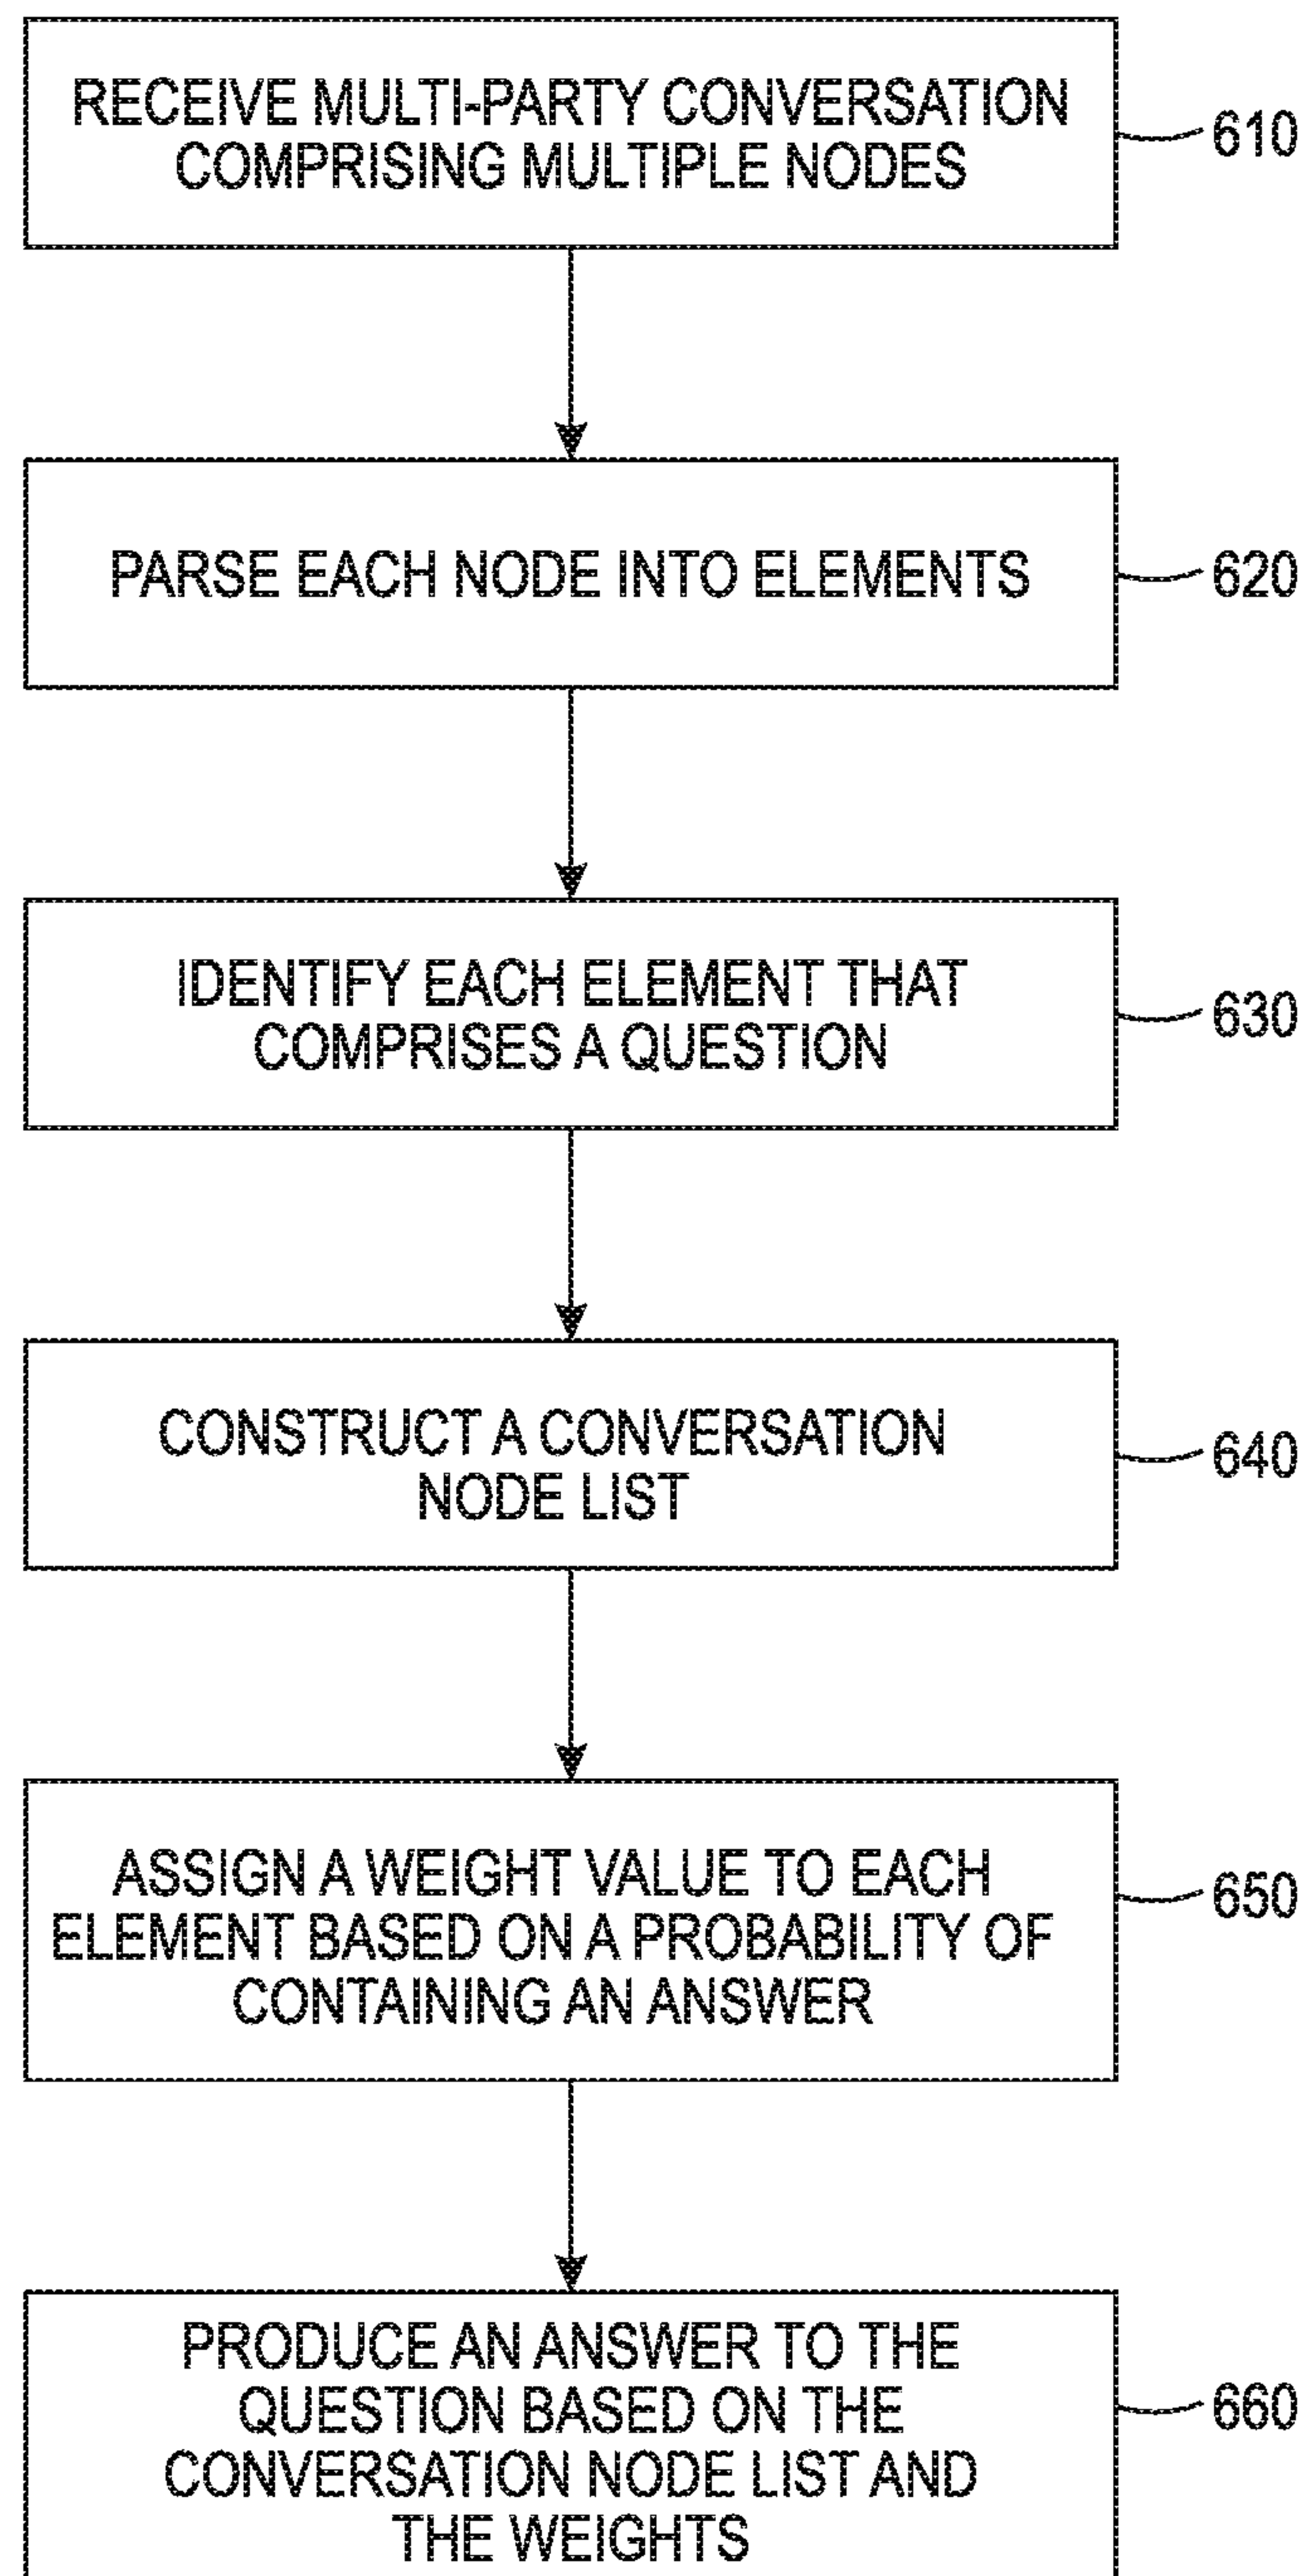 RECEIVE MULTI-PARTY CONVERSATION
COMPRISING MULTIPLE NODES
610
PARSE EACH NODE INTO ELEMENTS
620
IDENTIFY EACH ELEMENT THAT
COMPRISES A QUESTION
630
CONSTRUCT A CONVERSATION
NODE LIST
640
ASSIGN A WEIGHT VALUE TO EACH
ELEMENT BASED ON A PROBABILITY OF
CONTAINING AN ANSWER
650
PRODUCE AN ANSWER TO THE
QUESTION BASED ON THE
CONVERSATION NODE LIST AND
THE WEIGHTS
660